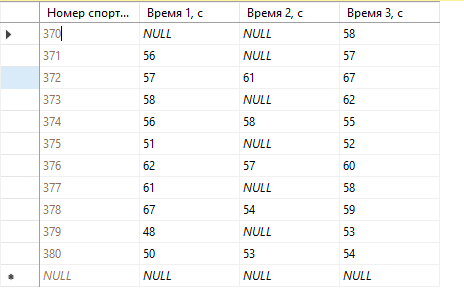 Номер спорт... Время 1, с Время 2, с Время 3, с
370 NULL NULL 58
371 56 NULL 57
372 57 61 67
373 58 NULL 62
374 56 58 55
375 51 NULL 52
376 62 57 60
377 61 NULL 58
378 67 54 59
379 48 NULL 53
380 50 53 54
NULL NULL NULL NULL